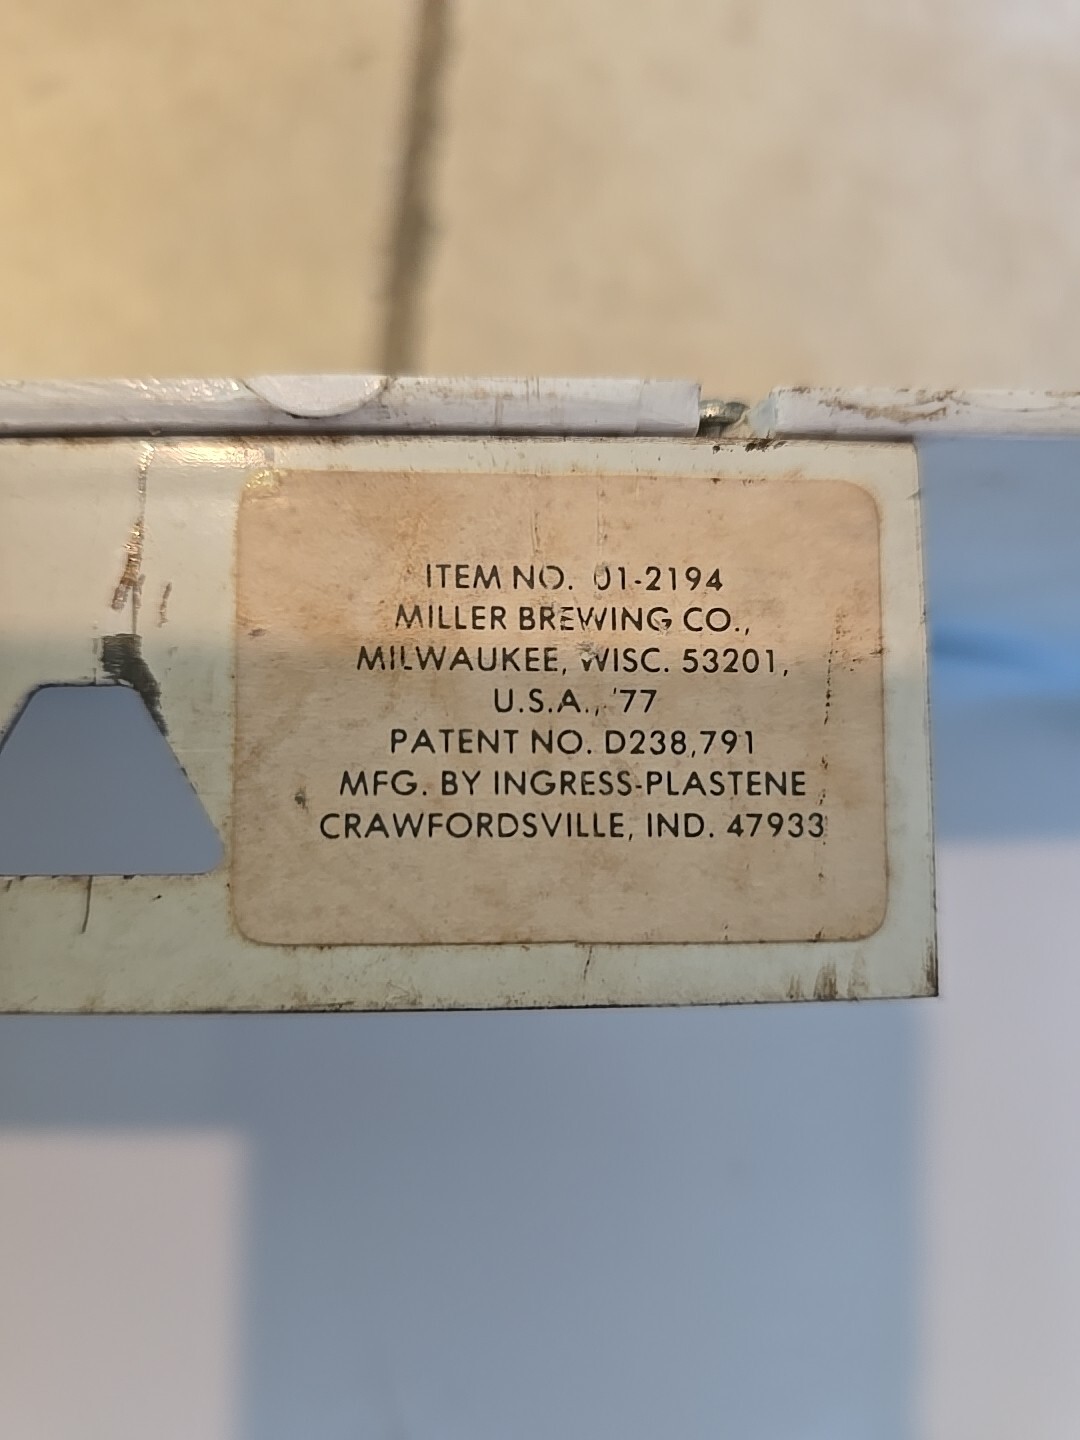 ITEM NO. 01-2194
MILLER BREWING CO.,
MILWAUKEE, WISC. 53201,
U.S.A., '77
PATENT NO. D238,791
MFG. BY INGRESS-PLASTENE
CRAWFORDSVILLE, IND. 47933